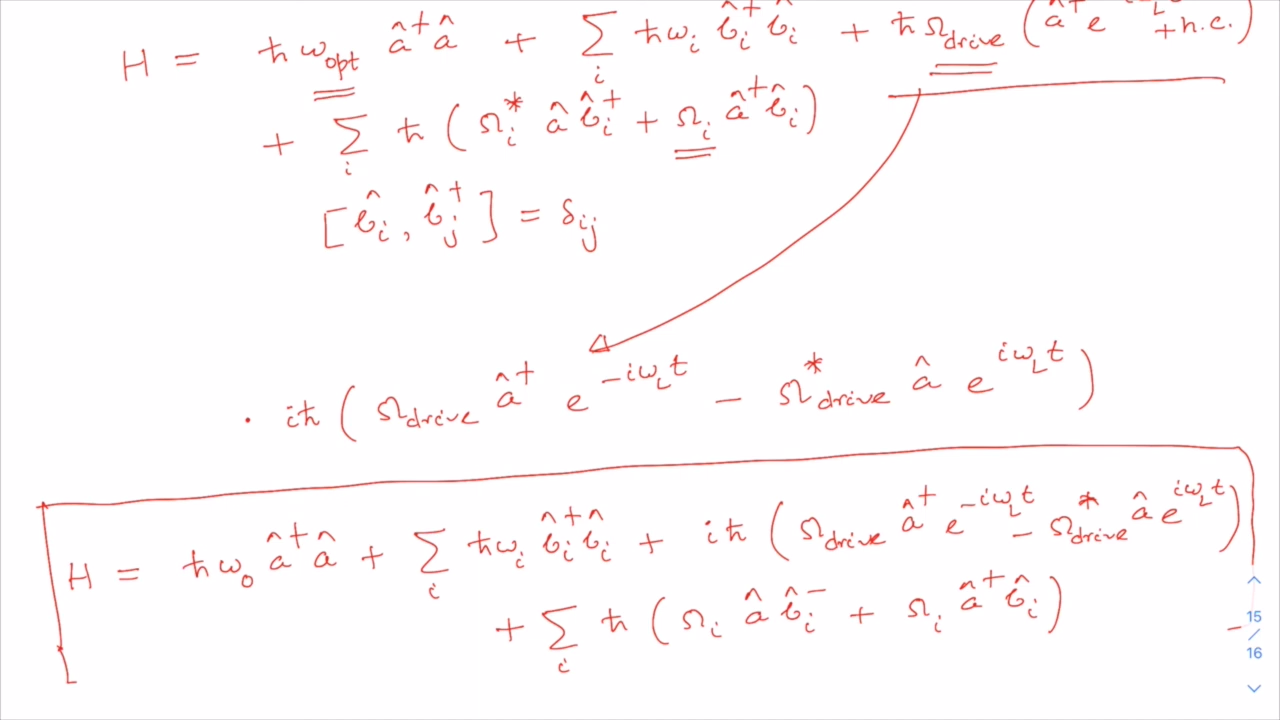 H = ħω_opt â†â + Σ_i ħω_i b̂_i†b̂_i + ħΩ_drive (â†e +h.c.)
+ Σ_i ħ (Ω_i* â b̂_i† + Ω_i â†b̂_i)
[b̂_i, b̂_j†] = δ_ij
· iħ (Ω_drive â† e^{-iω_L t} − Ω*_drive â e^{iω_L t})
H = ħω_0 â†â + Σ_i ħω_i b̂_i†b̂_i + iħ (Ω_drive â† e^{-iω_L t} − Ω*_drive â e^{iω_L t})
+ Σ_i ħ (Ω_i â b̂_i^− + Ω_i â†b̂_i)
15
/
16